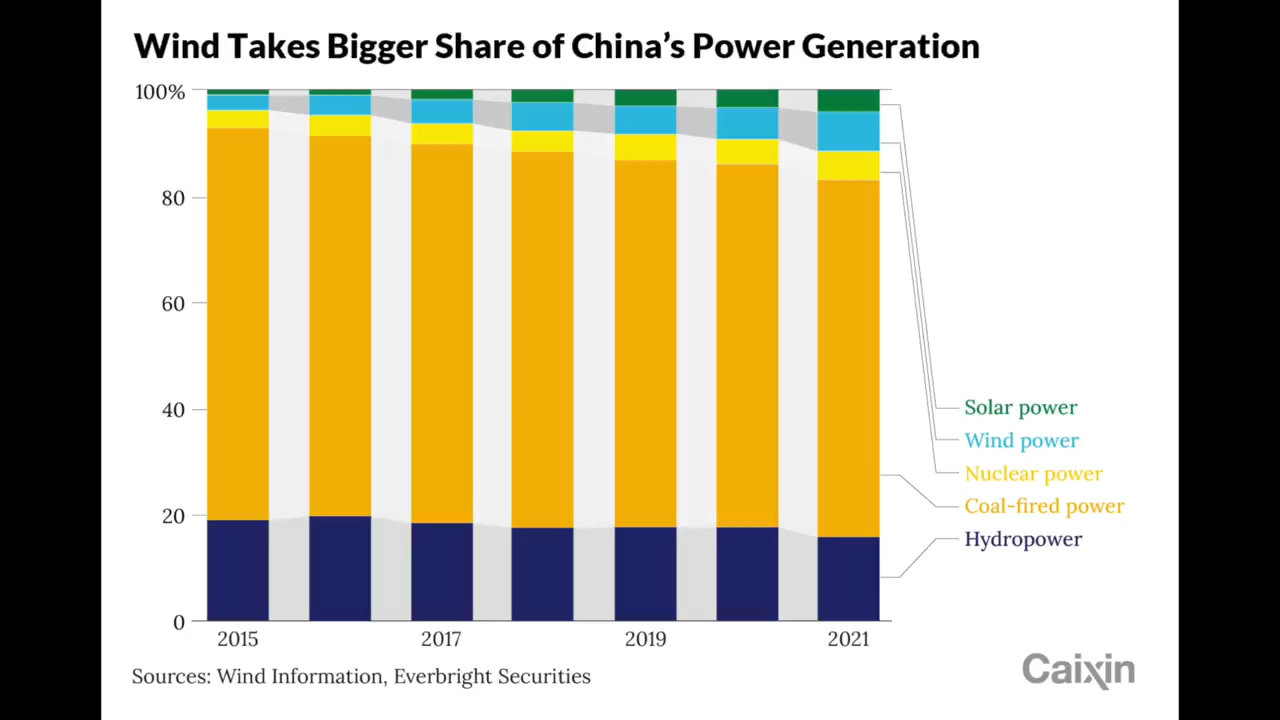 Wind Takes Bigger Share of China’s Power Generation
100%
80
60
40
20
0
2015
2017
2019
2021
Solar power
Wind power
Nuclear power
Coal-fired power
Hydropower
Sources: Wind Information, Everbright Securities
Caixin